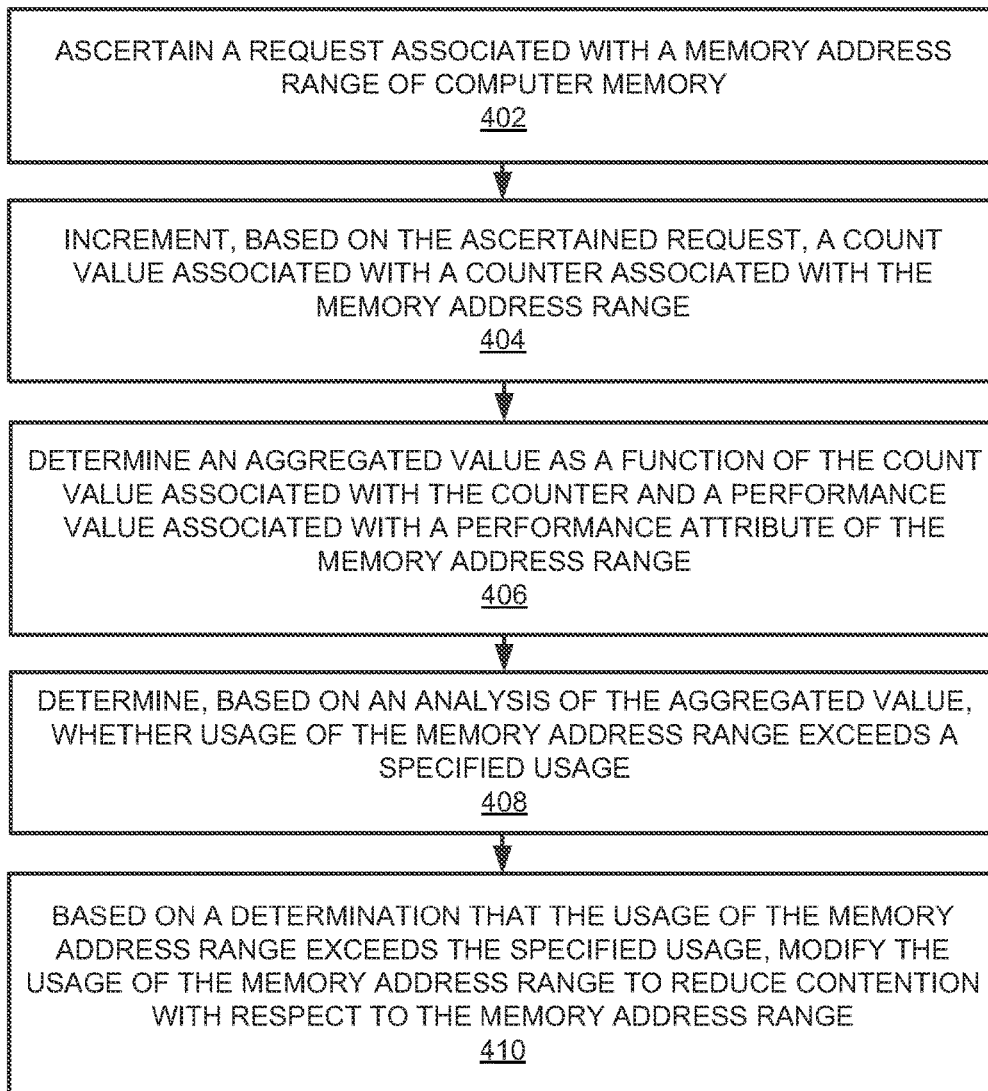 ASCERTAIN A REQUEST ASSOCIATED WITH A MEMORY ADDRESS
RANGE OF COMPUTER MEMORY
402
INCREMENT, BASED ON THE ASCERTAINED REQUEST, A COUNT
VALUE ASSOCIATED WITH A COUNTER ASSOCIATED WITH THE
MEMORY ADDRESS RANGE
404
DETERMINE AN AGGREGATED VALUE AS A FUNCTION OF THE COUNT
VALUE ASSOCIATED WITH THE COUNTER AND A PERFORMANCE
VALUE ASSOCIATED WITH A PERFORMANCE ATTRIBUTE OF THE
MEMORY ADDRESS RANGE
406
DETERMINE, BASED ON AN ANALYSIS OF THE AGGREGATED VALUE,
WHETHER USAGE OF THE MEMORY ADDRESS RANGE EXCEEDS A
SPECIFIED USAGE
408
BASED ON A DETERMINATION THAT THE USAGE OF THE MEMORY
ADDRESS RANGE EXCEEDS THE SPECIFIED USAGE, MODIFY THE
USAGE OF THE MEMORY ADDRESS RANGE TO REDUCE CONTENTION
WITH RESPECT TO THE MEMORY ADDRESS RANGE
410